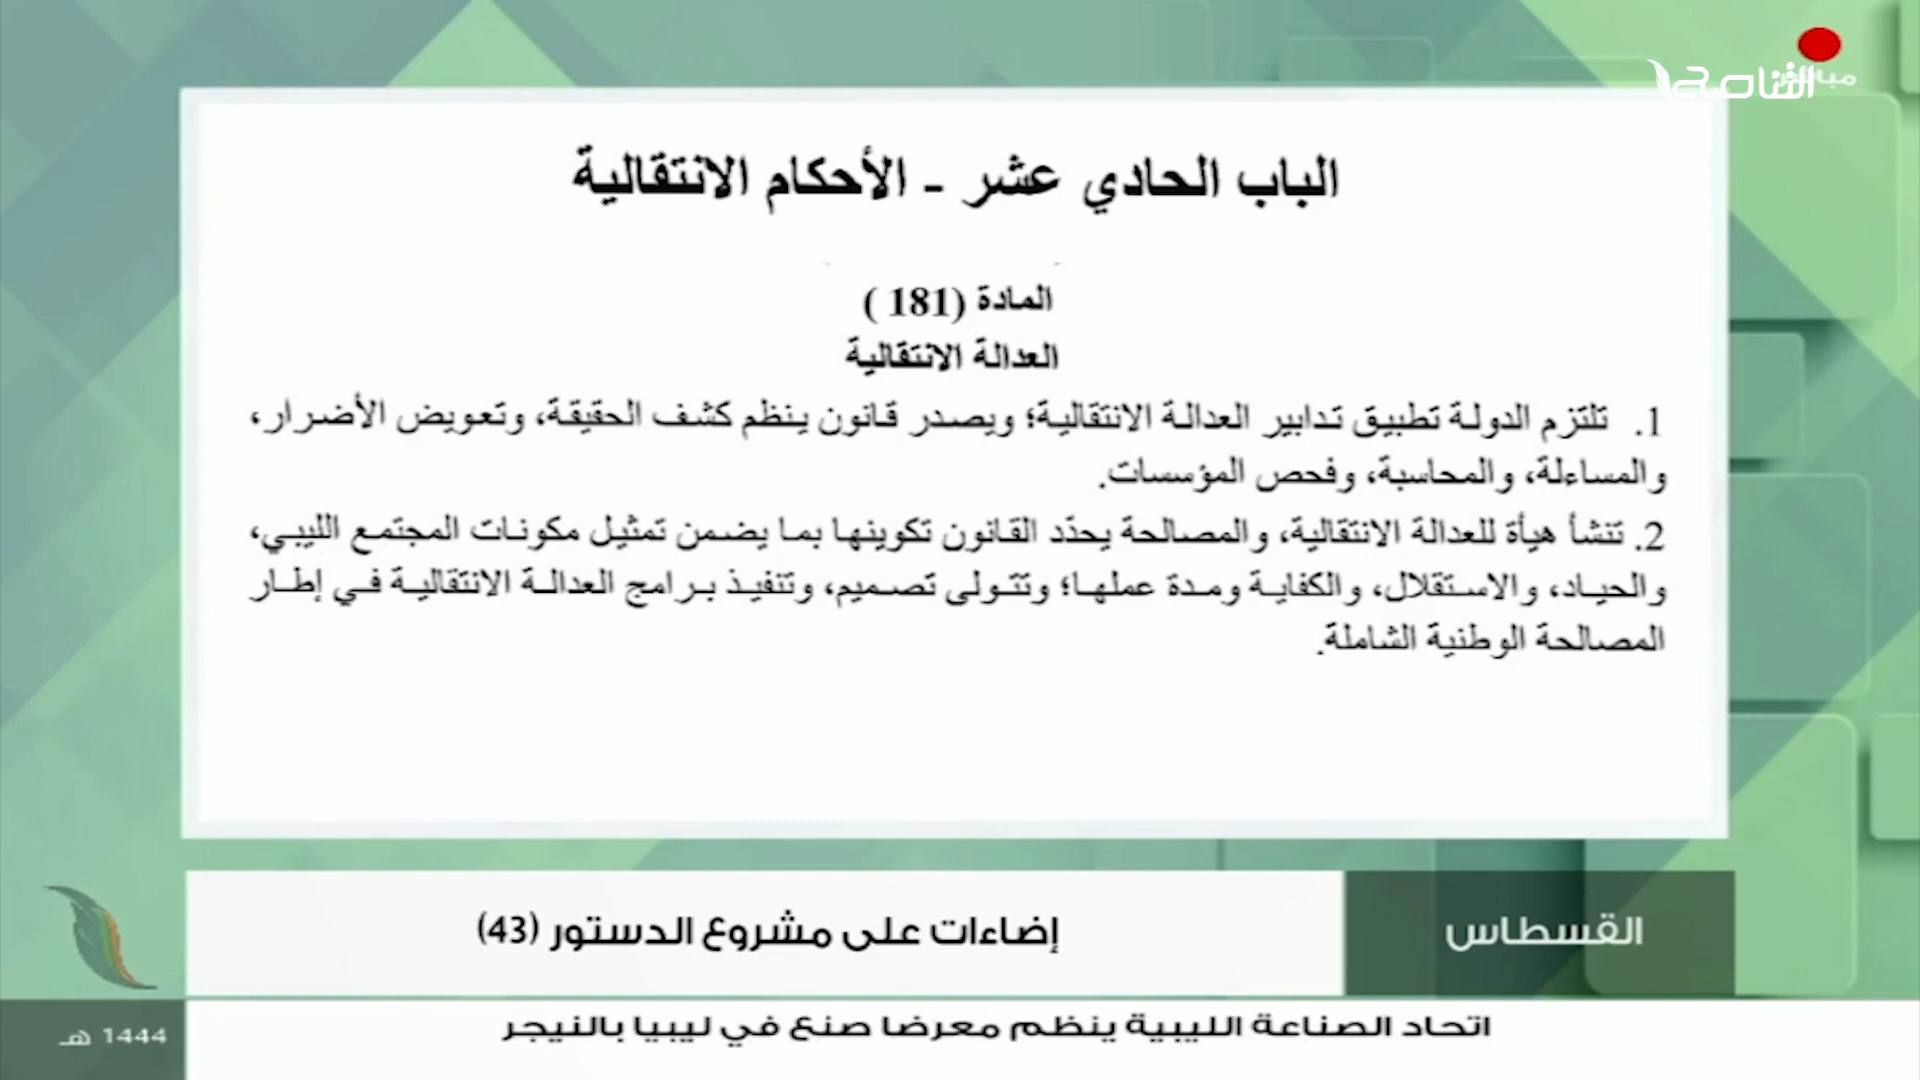 مباشر
التناصح
الباب الحادي عشر - الأحكام الانتقالية
المادة (181 )
العدالة الانتقالية
1. تلتزم الدولة تطبيق تدابير العدالة الانتقالية؛ ويصدر قانون ينظم كشف الحقيقة، وتعويض الأضرار،
والمساءلة، والمحاسبة، وفحص المؤسسات.
2. تنشأ هيأة للعدالة الانتقالية، والمصالحة يحدّد القانون تكوينها بما يضمن تمثيل مكونات المجتمع الليبي،
والحياد، والاستقلال، والكفاية ومدة عملها؛ وتتولى تصميم، وتنفيذ برامج العدالة الانتقالية في إطار
المصالحة الوطنية الشاملة.
القسطاس
إضاءات على مشروع الدستور (43)
اتحاد الصناعة الليبية ينظم معرضا صنع في ليبيا بالنيجر
1444 هـ